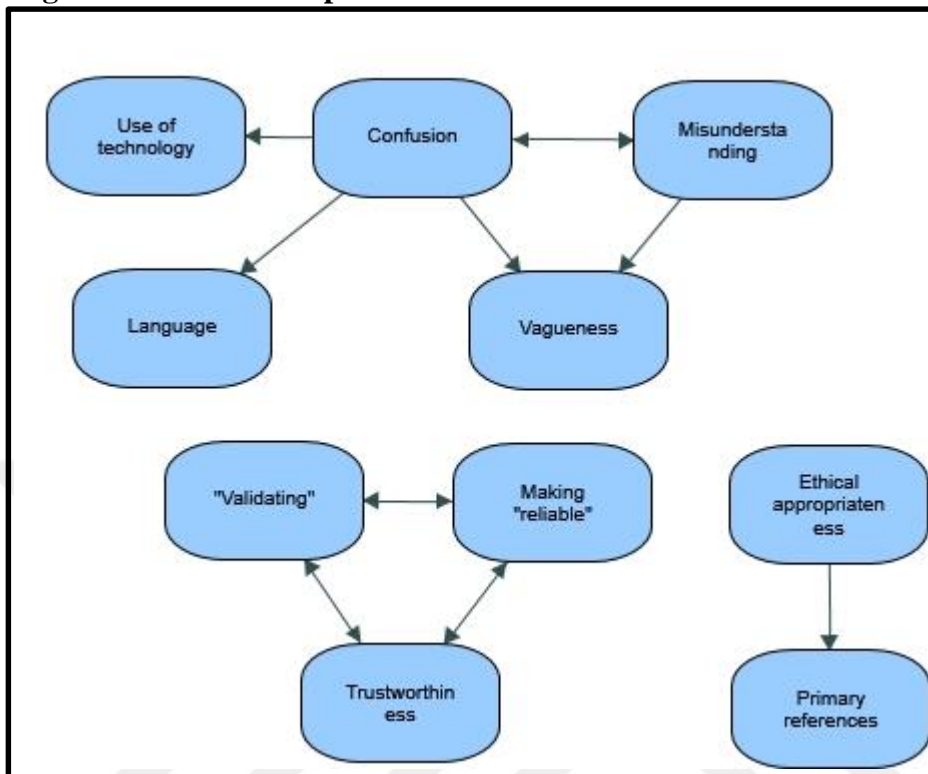 Use of
technology
Confusion
Misundersta
nding
Language
Vagueness
"Validating"
Making
"reliable"
Ethical
appropriaten
ess
Trustworthin
ess
Primary
references